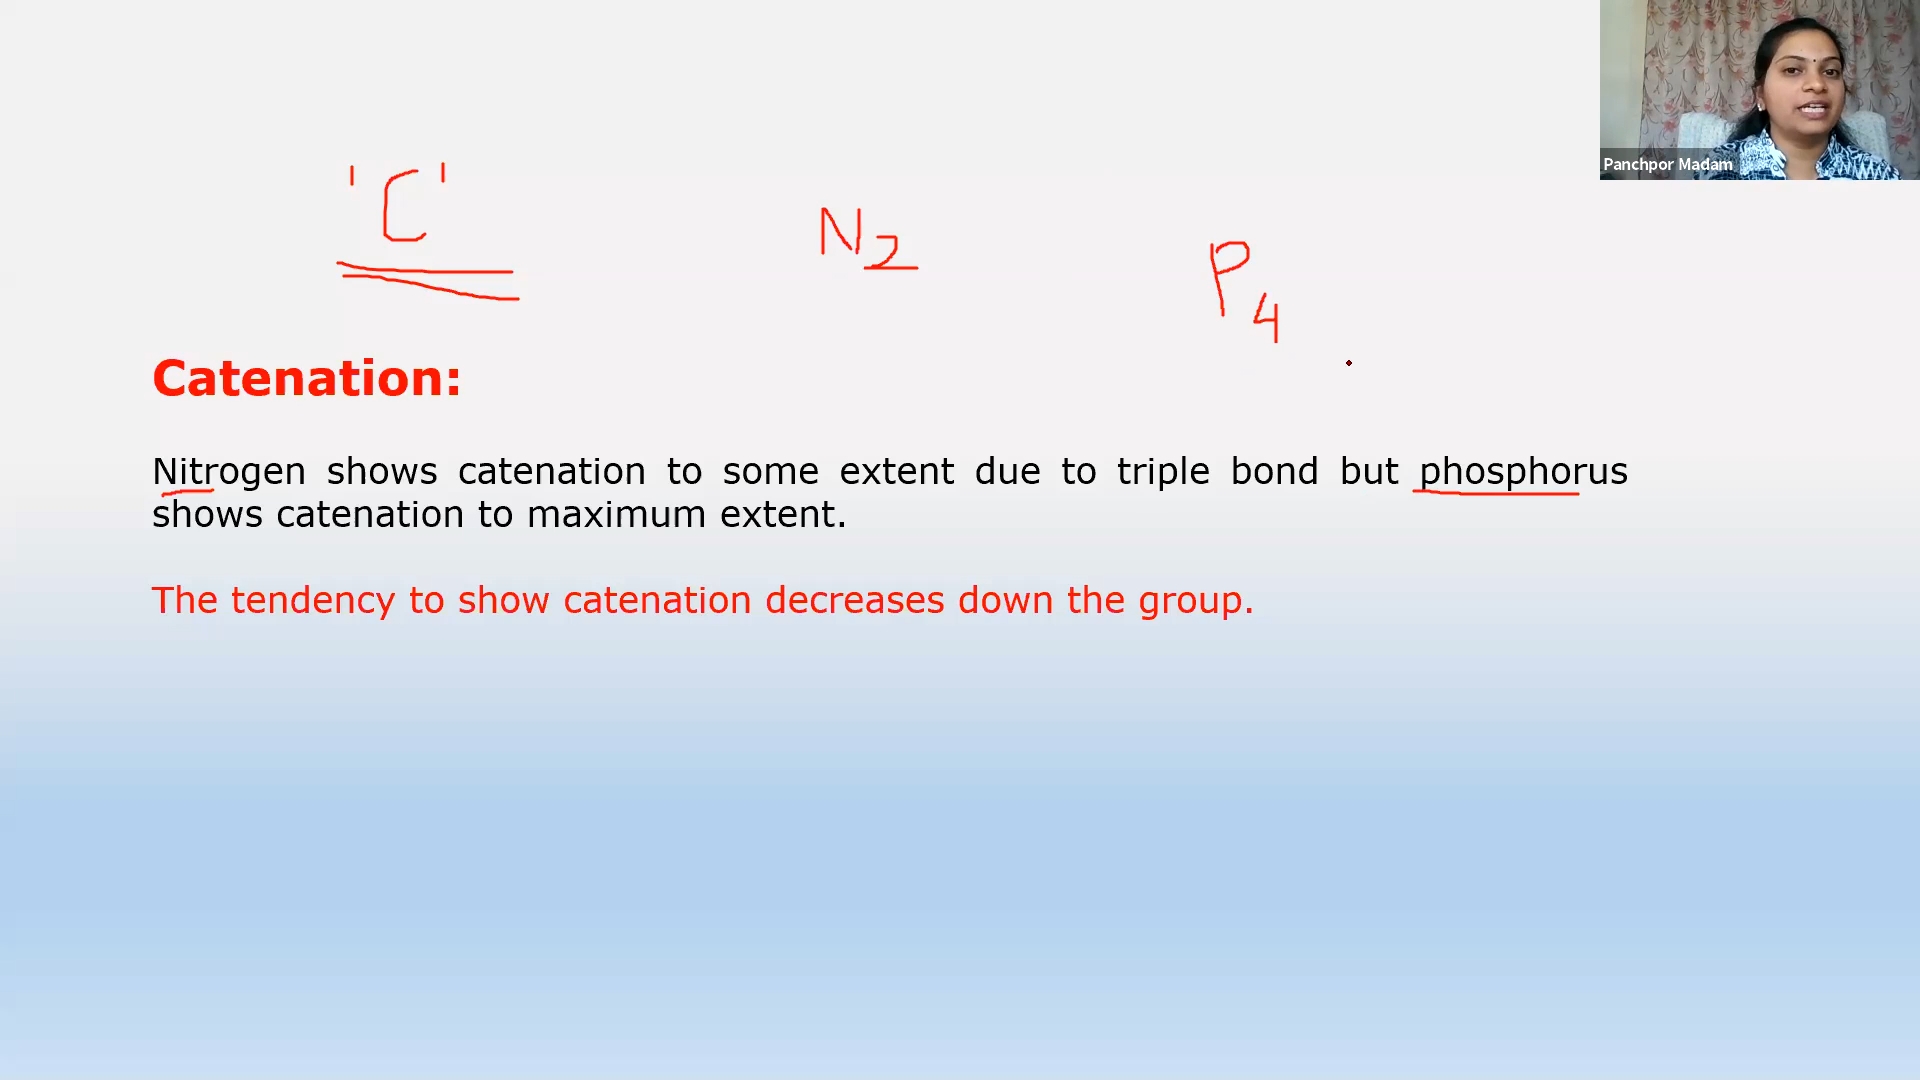 Panchpor Madam
'C'
N2
P4
Catenation:
Nitrogen shows catenation to some extent due to triple bond but phosphorus
shows catenation to maximum extent.
The tendency to show catenation decreases down the group.